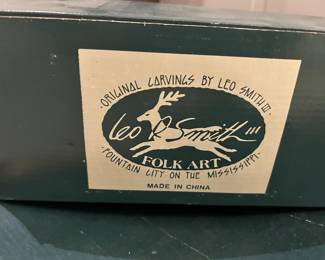 ·ORIGINAL CARVINGS BY LEO SMITH III·
Leo R Smith III
FOLK ART
·FOUNTAIN CITY ON THE MISSISSIPPI·
MADE IN CHINA